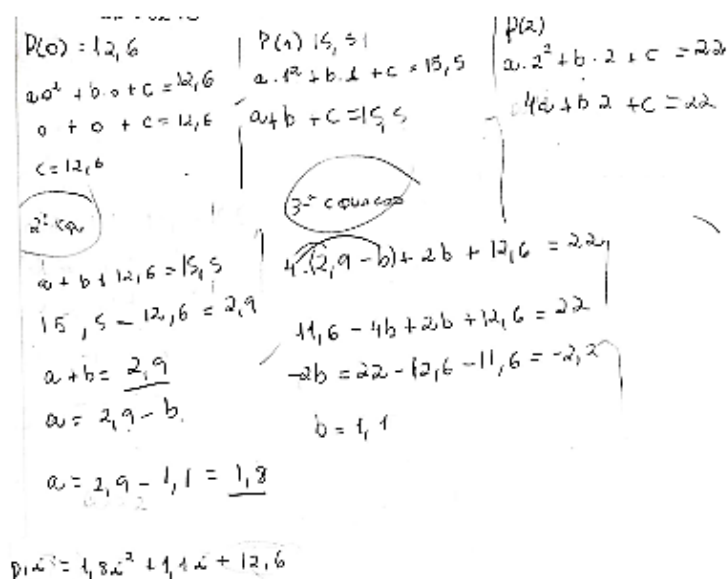 P(0) = 12,6
a.0² + b.0 + c = 12,6
0 + 0 + c = 12,6
c = 12,6
P(1) 15,5
a.1² + b.1 + c = 15,5
a + b + c = 15,5
P(2)
a.2² + b.2 + c = 22
4a + b2 + c = 22
2ª equ
a + b + 12,6 = 15,5
15,5 - 12,6 = 2,9
a + b = 2,9
a = 2,9 - b
a = 2,9 - 1,1 = 1,8
3ª equacao
4.(2,9 - b) + 2b + 12,6 = 22
11,6 - 4b + 2b + 12,6 = 22
-2b = 22 - 12,6 - 11,6 = -2,2
b = 1,1
= 1,8x² + 1,1x + 12,6